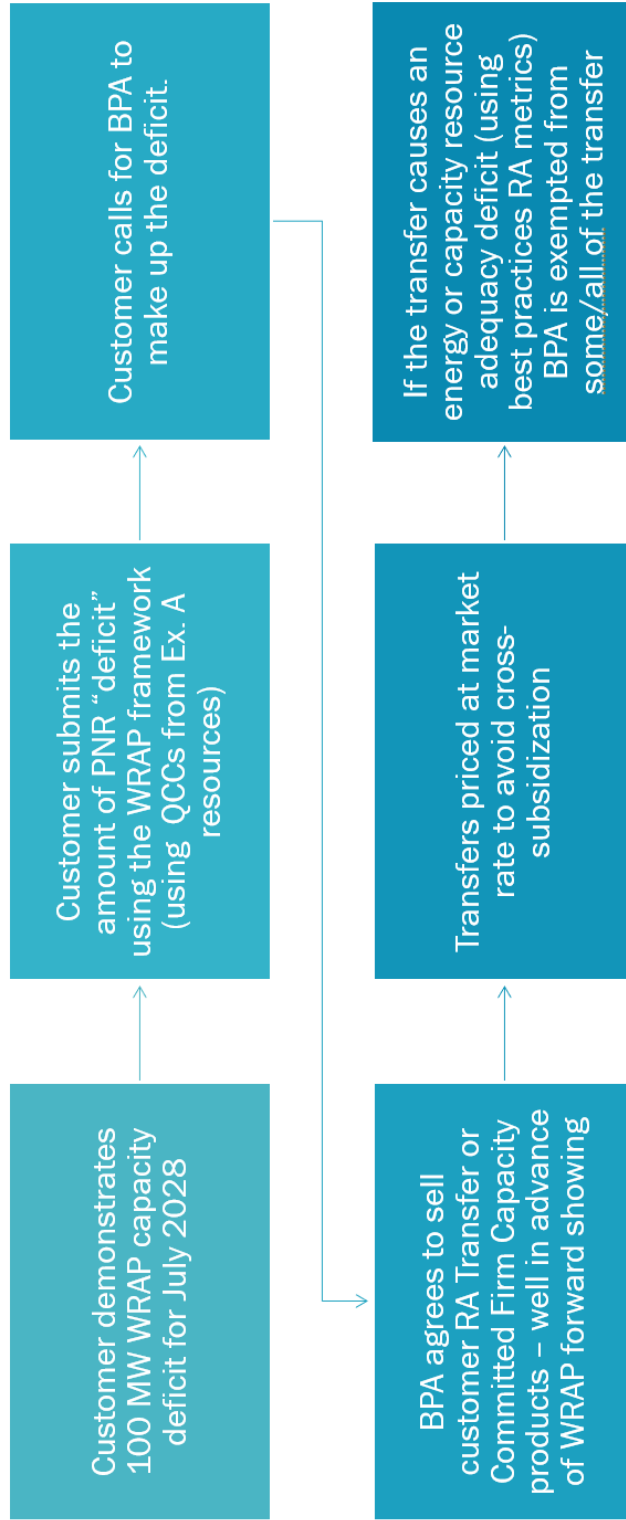 Customer demonstrates
100 MW WRAP capacity
deficit for July 2028
Customer submits the
amount of PNR “deficit”
using the WRAP framework
(using QCCs from Ex. A
resources)
Customer calls for BPA to
make up the deficit.
BPA agrees to sell
customer RA Transfer or
Committed Firm Capacity
products – well in advance
of WRAP forward showing
Transfers priced at market
rate to avoid cross-
subsidization
If the transfer causes an
energy or capacity resource
adequacy deficit (using
best practices RA metrics)
BPA is exempted from
some/all of the transfer